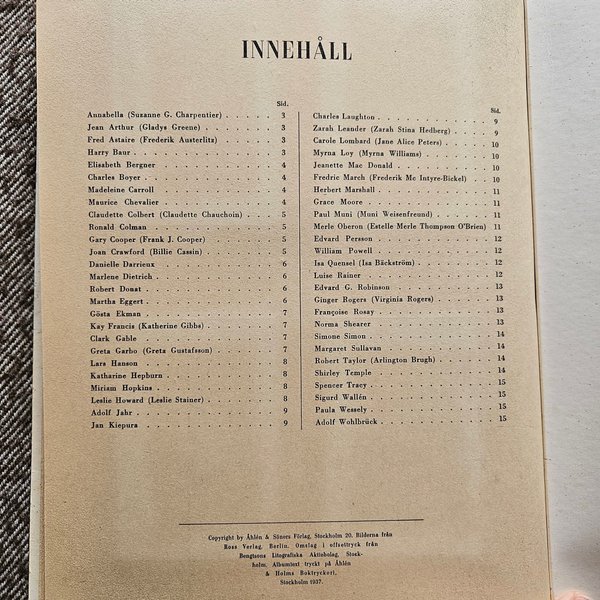 INNEHÅLL
Sid.
Annabella (Suzanne G. Charpentier) . . . . . 3
Jean Arthur (Gladys Greene) . . . . . . . 3
Fred Astaire (Frederik Austerlitz) . . . . . . 3
Harry Baur . . . . . . . . . . . . . 4
Elisabeth Bergner . . . . . . . . . . . 4
Charles Boyer . . . . . . . . . . . . 4
Madeleine Carroll . . . . . . . . . . . 4
Maurice Chevalier . . . . . . . . . . . 4
Claudette Colbert (Claudette Chauchoin) . . . 5
Ronald Colman . . . . . . . . . . . . 5
Gary Cooper (Frank J. Cooper) . . . . . . 5
Joan Crawford (Billie Cassin) . . . . . . . 5
Danielle Darrieux . . . . . . . . . . . 6
Marlene Dietrich . . . . . . . . . . . 6
Robert Donat . . . . . . . . . . . . 6
Martha Eggert . . . . . . . . . . . . 6
Gösta Ekman . . . . . . . . . . . . 7
Kay Francis (Katherine Gibbs) . . . . . . . 7
Clark Gable . . . . . . . . . . . . . 7
Greta Garbo (Greta Gustafsson) . . . . . . 7
Lars Hanson . . . . . . . . . . . . . 8
Katharine Hepburn . . . . . . . . . . . 8
Miriam Hopkins . . . . . . . . . . . . 8
Leslie Howard (Leslie Stainer) . . . . . . . 8
Adolf Jahr . . . . . . . . . . . . . 9
Jan Kiepura . . . . . . . . . . . . . 9
Sid.
Charles Laughton . . . . . . . . . . . 9
Zarah Leander (Zarah Stina Hedberg) . . . . 9
Carole Lombard (Jane Alice Peters) . . . . . 10
Myrna Loy (Myrna Williams) . . . . . . . 10
Jeanette Mac Donald . . . . . . . . . . 10
Fredric March (Frederik Mc Intyre-Bickel) . . . 10
Herbert Marshall . . . . . . . . . . . 11
Grace Moore . . . . . . . . . . . . . 11
Paul Muni (Muni Weisenfreund) . . . . . . 11
Merle Oberon (Estelle Merle Thompson O'Brien) 11
Edvard Persson . . . . . . . . . . . . 12
William Powell . . . . . . . . . . . . 12
Isa Quensel (Isa Bäckström) . . . . . . . 12
Luise Rainer . . . . . . . . . . . . . 12
Edvard G. Robinson . . . . . . . . . . 13
Ginger Rogers (Virginia Rogers) . . . . . . 13
Françoise Rosay . . . . . . . . . . . . 13
Norma Shearer . . . . . . . . . . . . 13
Simone Simon . . . . . . . . . . . . 14
Margaret Sullavan . . . . . . . . . . . 14
Robert Taylor (Arlington Brugh) . . . . . . 14
Shirley Temple . . . . . . . . . . . . 14
Spencer Tracy . . . . . . . . . . . . 15
Sigurd Wallén . . . . . . . . . . . . 15
Paula Wessely . . . . . . . . . . . . 15
Adolf Wohlbrück . . . . . . . . . . . . 15
Copyright by Åhlén & Söners Förlag, Stockholm 20. Bilderna från
Ross Verlag, Berlin. Omslag i offsettryck från
Bengtsons Litografiska Aktiebolag, Stock-
holm. Albumtext tryckt på Åhlén
& Holms Boktryckeri,
Stockholm 1937.